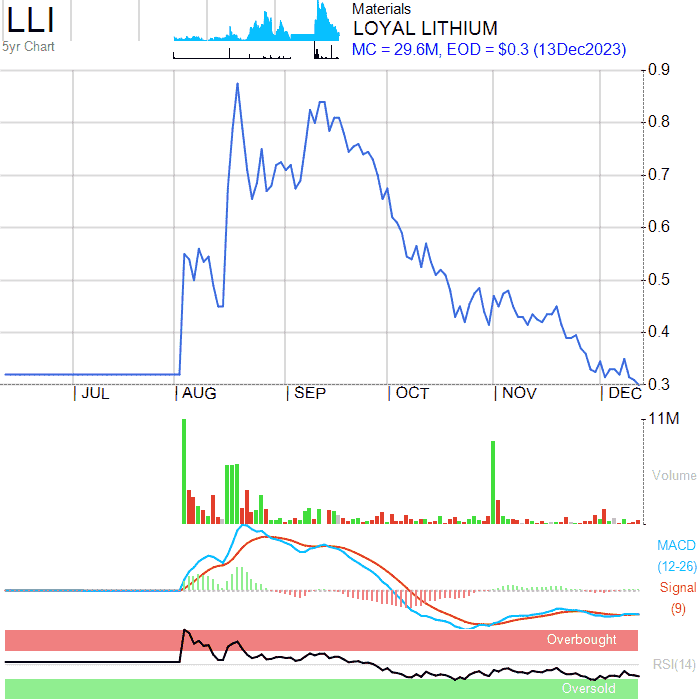 LLI
5yr Chart
Materials
LOYAL LITHIUM
MC = 29.6M, EOD = $0.3 (13Dec2023)
0.9
0.8
0.7
0.6
0.5
0.4
0.3
JUL
AUG
SEP
OCT
NOV
DEC
11M
Volume
MACD
(12-26)
Signal
(9)
Overbought
RSI(14)
Oversold